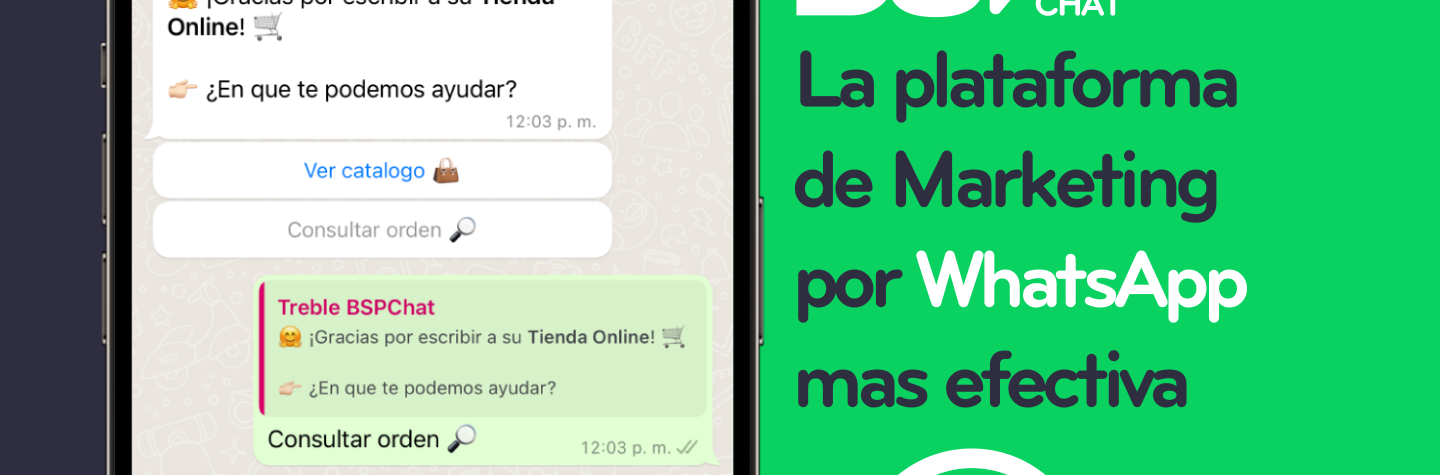 ¡Gracias por escribir a su Tienda
Online!
¿En que te podemos ayudar?
12:03 p. m.
Ver catalogo
Consultar orden
Treble BSPChat
¡Gracias por escribir a su Tienda Online!
¿En que te podemos ayudar?
Consultar orden
12:03 p. m.
CHAT
La plataforma
de Marketing
por WhatsApp
mas efectiva